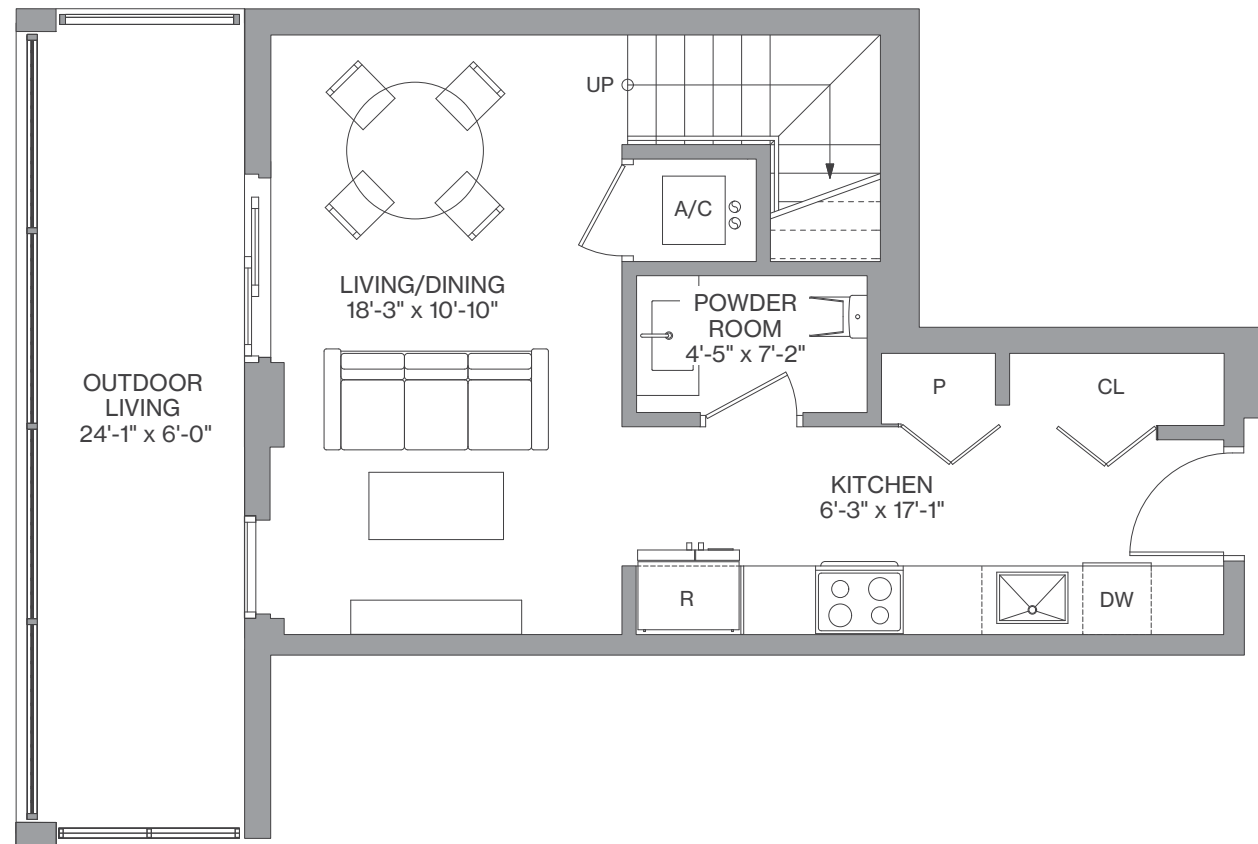 UP
A/C
LIVING/DINING
18'-3" x 10'-10"
POWDER
ROOM
4'-5" x 7'-2"
OUTDOOR
LIVING
24'-1" x 6'-0"
P
CL
KITCHEN
6'-3" x 17'-1"
R
DW